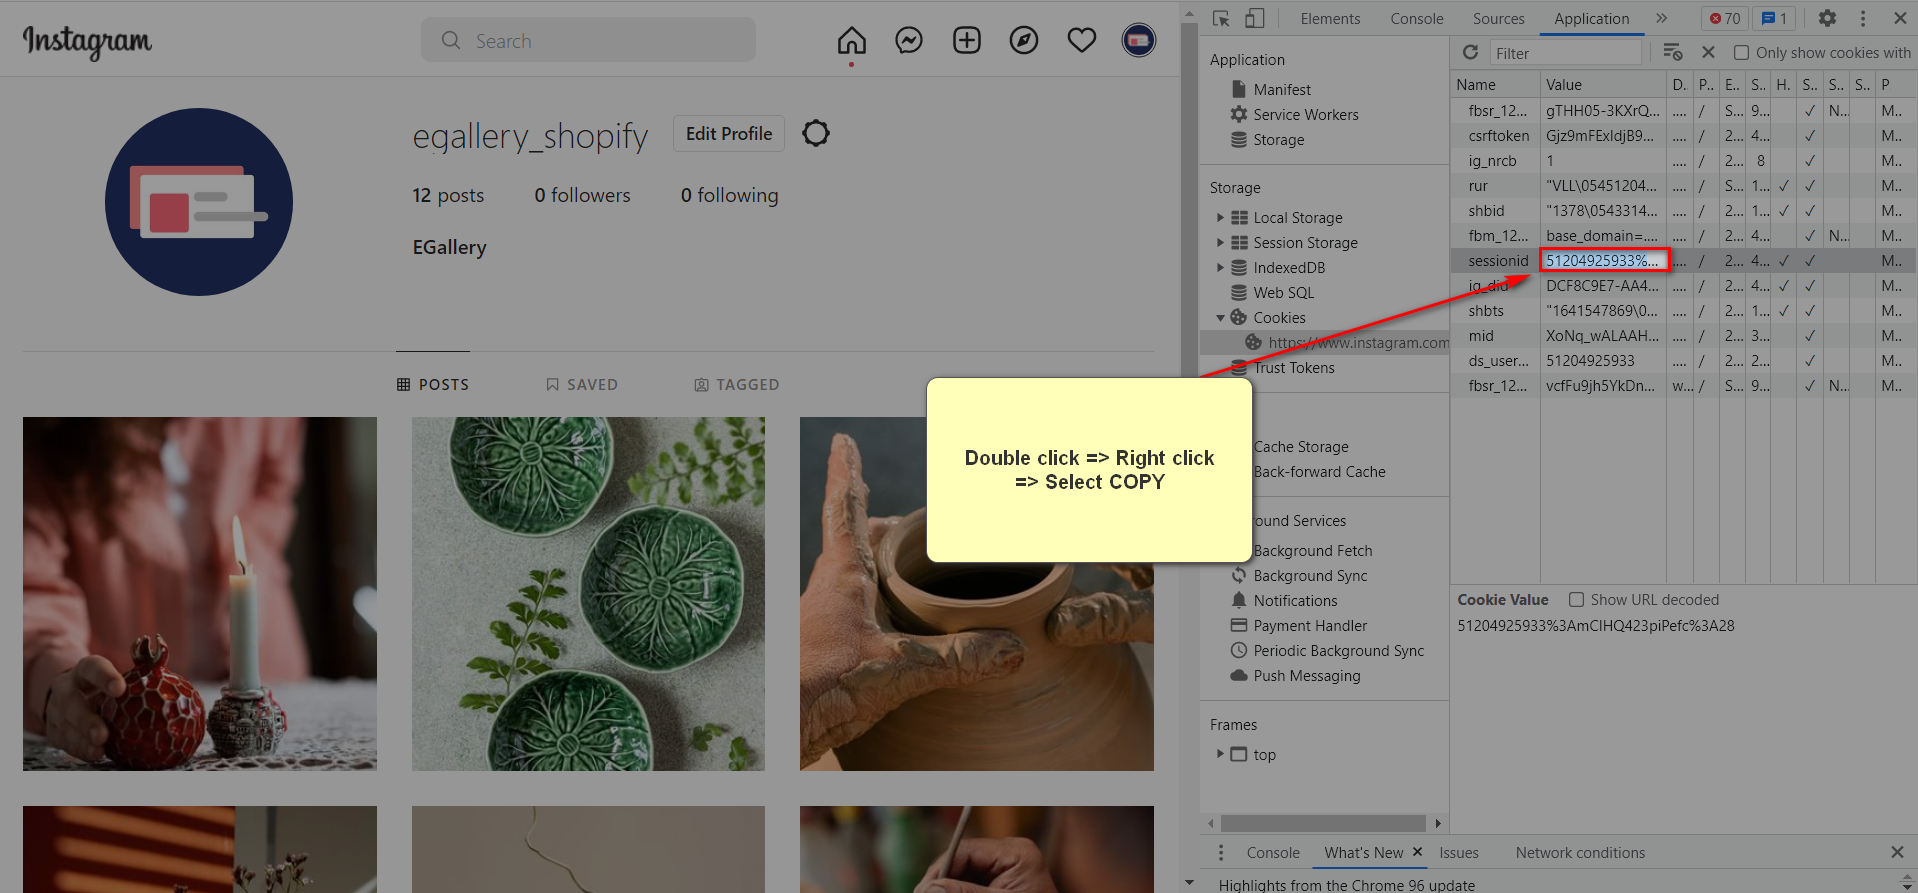 Instagram
Search
egallery_shopify
Edit Profile
12 posts
0 followers
0 following
EGallery
POSTS
SAVED
TAGGED
Double click => Right click
=> Select COPY
Elements
Console
Sources
Application
70
1
Application
Manifest
Service Workers
Storage
Storage
Local Storage
Session Storage
IndexedDB
Web SQL
Cookies
https://www.instagram.com
Trust Tokens
Cache Storage
Back-forward Cache
ound Services
Background Fetch
Background Sync
Notifications
Payment Handler
Periodic Background Sync
Push Messaging
Frames
top
Filter
Only show cookies with
Name Value D. P.. E.. S.. H. S.. S.. S.. P
fbsr_12... gTHH05-3KXrQ... .... / S... 9... ✓ N... M..
csrftoken Gjz9mFExIdjB9... .... / 2... 4... ✓ M..
ig_nrcb 1 .... / 2... 8 ✓ M..
rur "VLL\05451204... .... / S... 1... ✓ ✓ M..
shbid "1378\0543314... .... / 2... 1... ✓ ✓ M..
fbm_12... base_domain=.... .... / 2... 4... ✓ N... M..
sessionid 51204925933%... .... / 2... 4... ✓ ✓ M..
ig_did DCF8C9E7-AA4... .... / 2... 4... ✓ ✓ M..
shbts "1641547869\0... .... / 2... 1... ✓ ✓ M..
mid XoNq_wALAAH... .... / 2... 3... ✓ M..
ds_user... 51204925933 .... / 2... 2... ✓ M..
fbsr_12... vcfFu9jh5YkDn... w... / S... 9... ✓ N... M..
Cookie Value Show URL decoded
51204925933%3AmCIHQ423piPefc%3A28
Console
What's New
Issues
Network conditions
Highlights from the Chrome 96 update